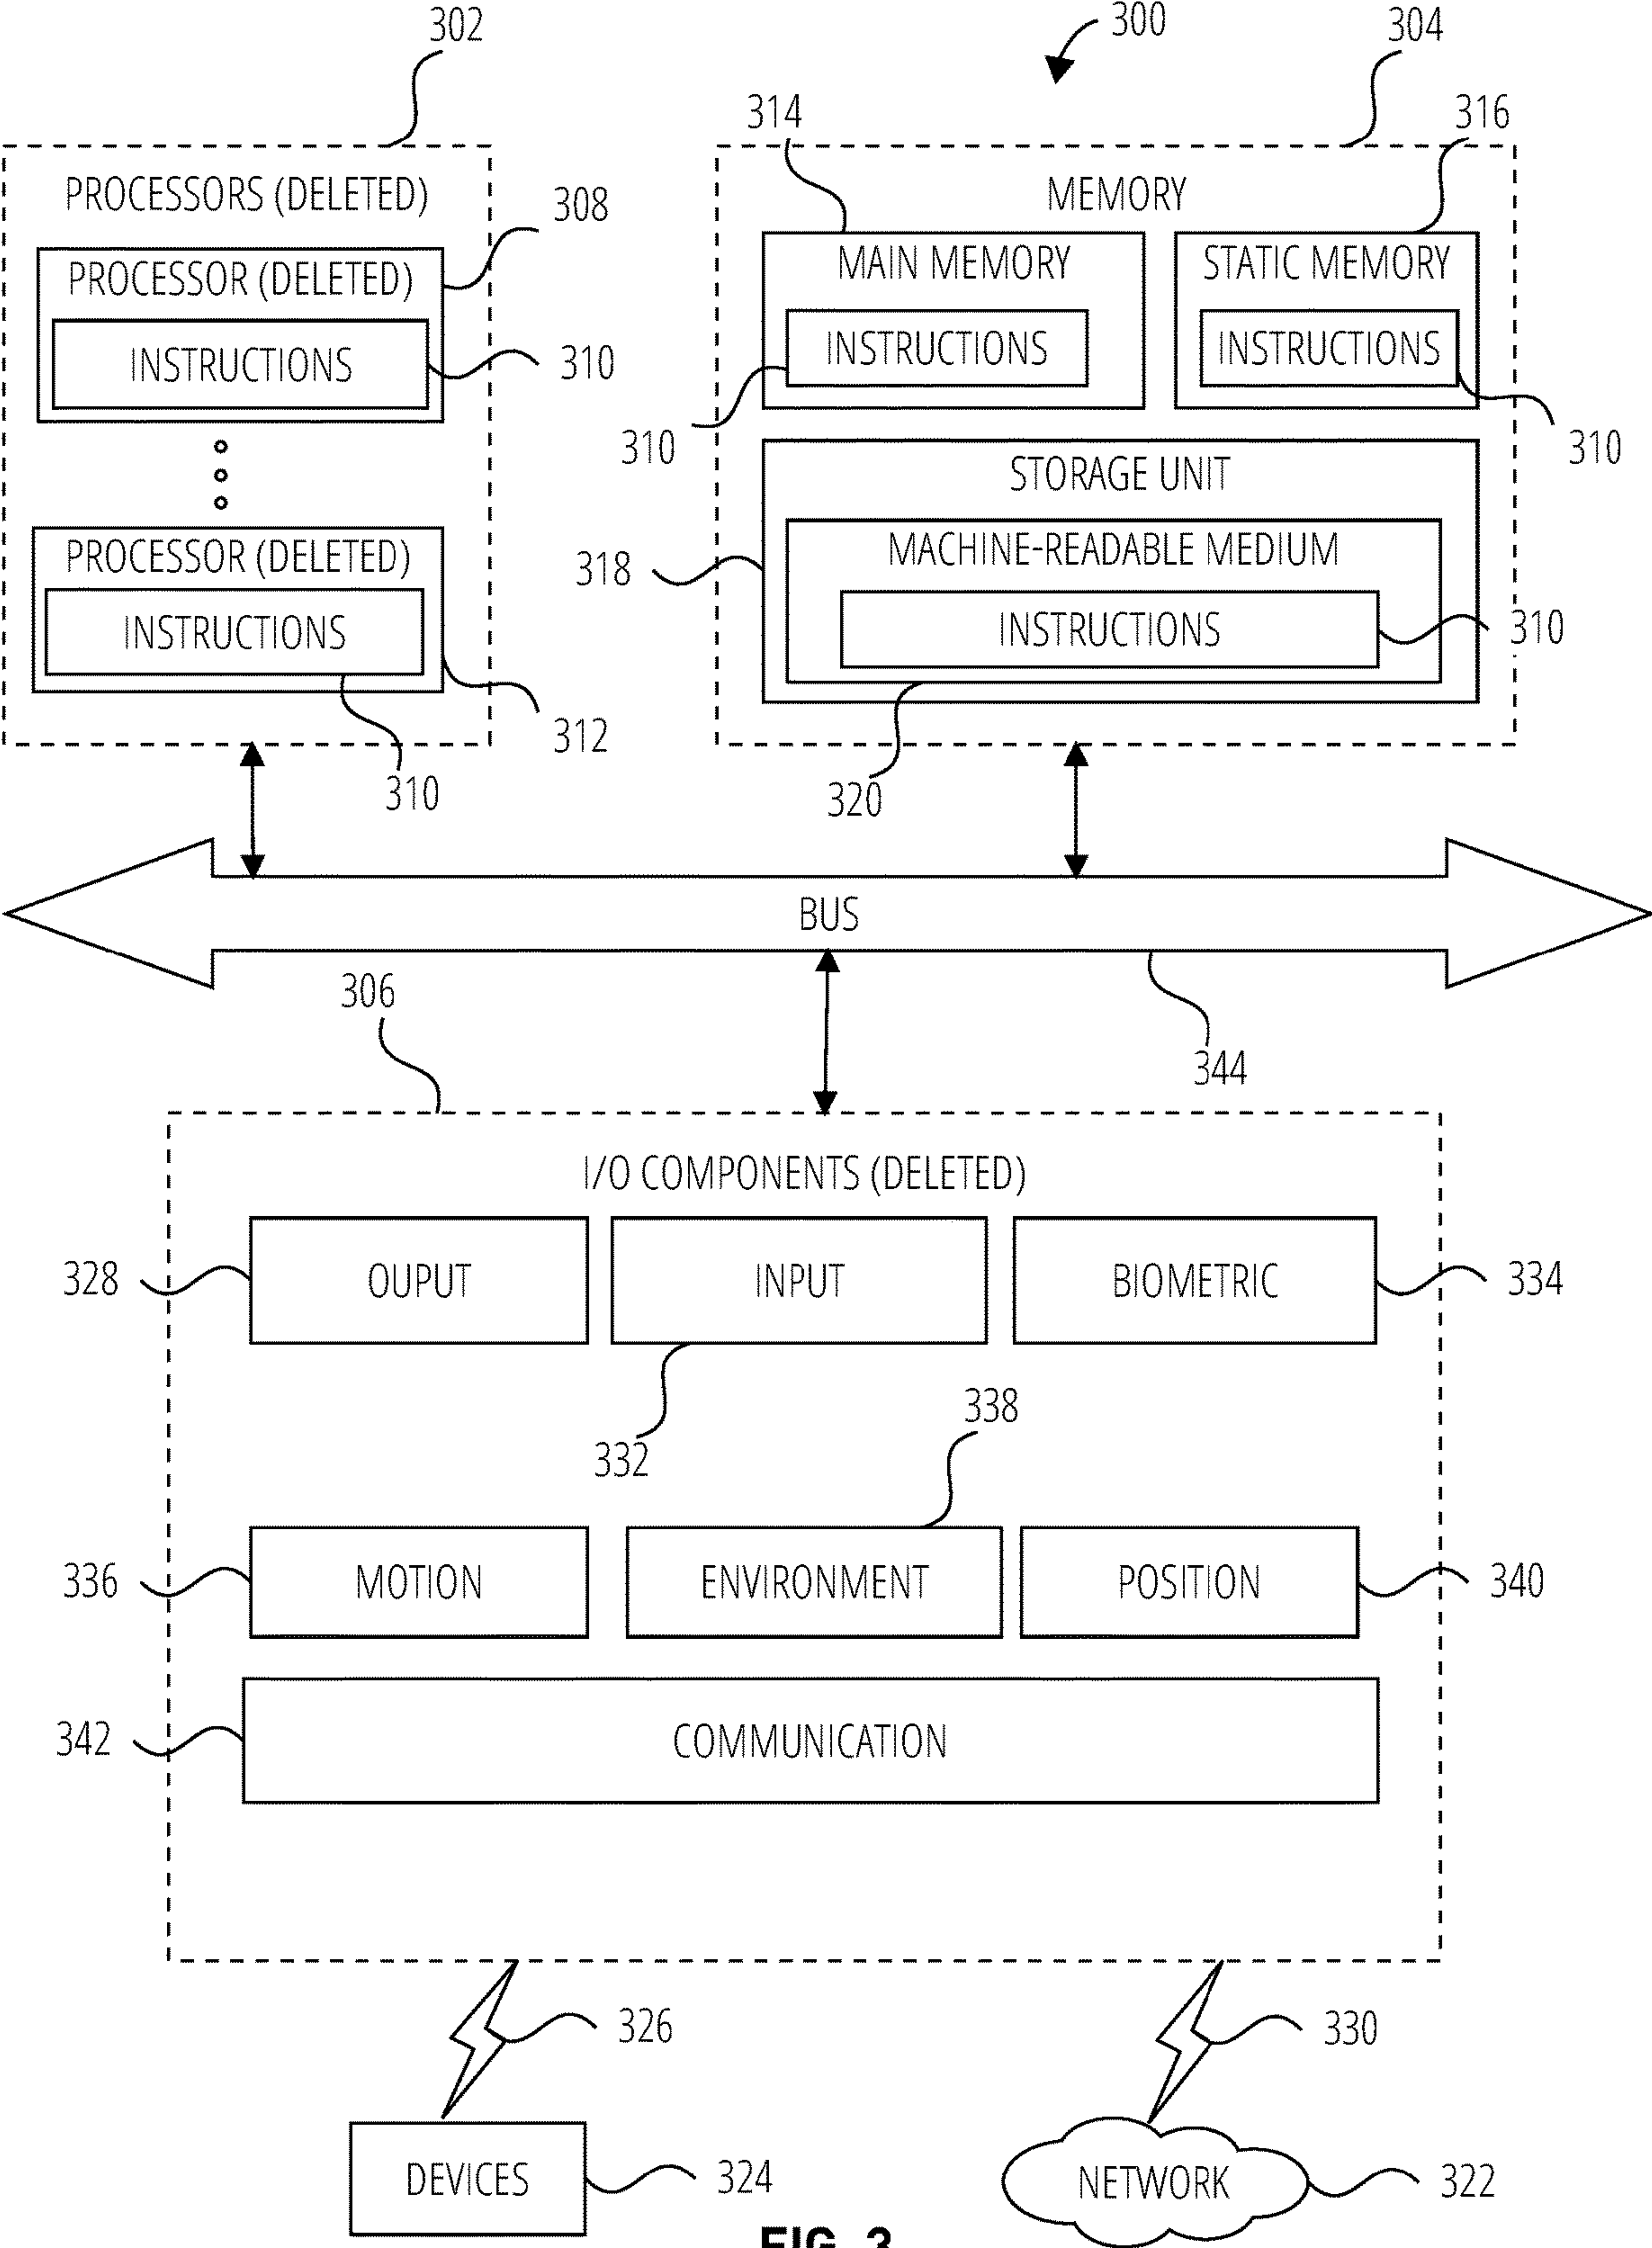 302
300
304
314
316
PROCESSORS (DELETED)
MEMORY
308
PROCESSOR (DELETED)
MAIN MEMORY
STATIC MEMORY
INSTRUCTIONS
310
INSTRUCTIONS
INSTRUCTIONS
310
310
STORAGE UNIT
PROCESSOR (DELETED)
MACHINE-READABLE MEDIUM
318
INSTRUCTIONS
INSTRUCTIONS
310
312
310
320
BUS
306
344
I/O COMPONENTS (DELETED)
328
OUPUT
INPUT
BIOMETRIC
334
338
332
336
MOTION
ENVIRONMENT
POSITION
340
342
COMMUNICATION
326
330
DEVICES
324
NETWORK
322
FIG. 3